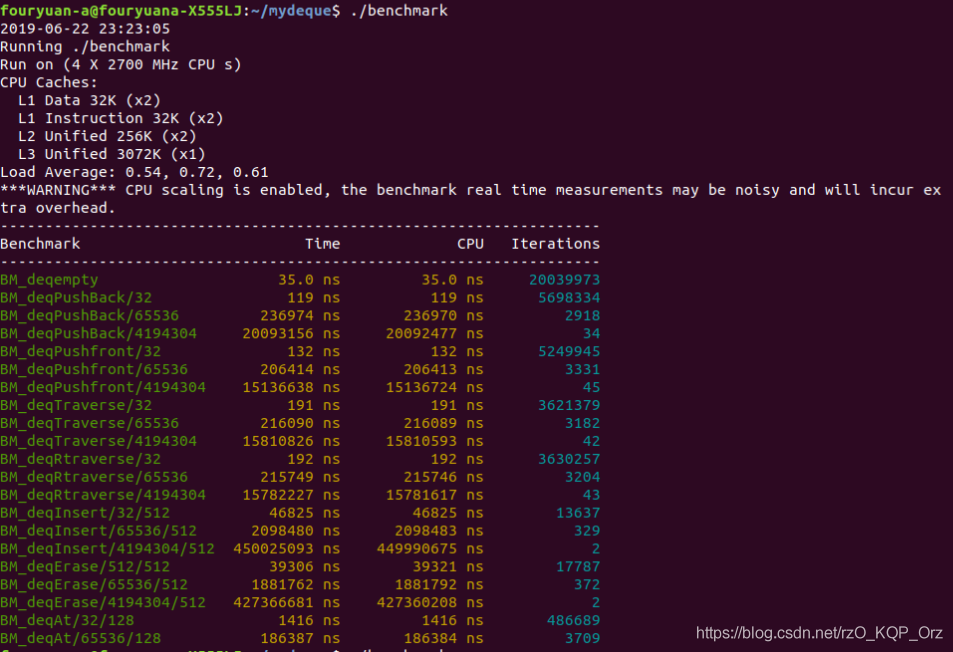 fouryuan-a@fouryuana-X555LJ:~/mydeque$ ./benchmark
2019-06-22 23:23:05
Running ./benchmark
Run on (4 X 2700 MHz CPU s)
CPU Caches:
  L1 Data 32K (x2)
  L1 Instruction 32K (x2)
  L2 Unified 256K (x2)
  L3 Unified 3072K (x1)
Load Average: 0.54, 0.72, 0.61
***WARNING*** CPU scaling is enabled, the benchmark real time measurements may be noisy and will incur ex
tra overhead.
-------------------------------------------------------------------
Benchmark                         Time             CPU   Iterations
-------------------------------------------------------------------
BM_deqempty                    35.0 ns         35.0 ns     20039973
BM_deqPushBack/32               119 ns          119 ns      5698334
BM_deqPushBack/65536         236974 ns       236970 ns         2918
BM_deqPushBack/4194304     20093156 ns     20092477 ns           34
BM_deqPushfront/32              132 ns          132 ns      5249945
BM_deqPushfront/65536        206414 ns       206413 ns         3331
BM_deqPushfront/4194304    15136638 ns     15136724 ns           45
BM_deqTraverse/32               191 ns          191 ns      3621379
BM_deqTraverse/65536         216090 ns       216089 ns         3182
BM_deqTraverse/4194304     15810826 ns     15810593 ns           42
BM_deqRtraverse/32              192 ns          192 ns      3630257
BM_deqRtraverse/65536        215749 ns       215746 ns         3204
BM_deqRtraverse/4194304    15782227 ns     15781617 ns           43
BM_deqInsert/32/512           46825 ns        46825 ns        13637
BM_deqInsert/65536/512      2098480 ns      2098483 ns          329
BM_deqInsert/4194304/512  450025093 ns    449990675 ns            2
BM_deqErase/512/512           39306 ns        39321 ns        17787
BM_deqErase/65536/512       1881762 ns      1881792 ns          372
BM_deqErase/4194304/512   427366681 ns    427360208 ns            2
BM_deqAt/32/128                1416 ns         1416 ns       486689
BM_deqAt/65536/128           186387 ns       186384 ns         3709
https://blog.csdn.net/rzO_KQP_Orz